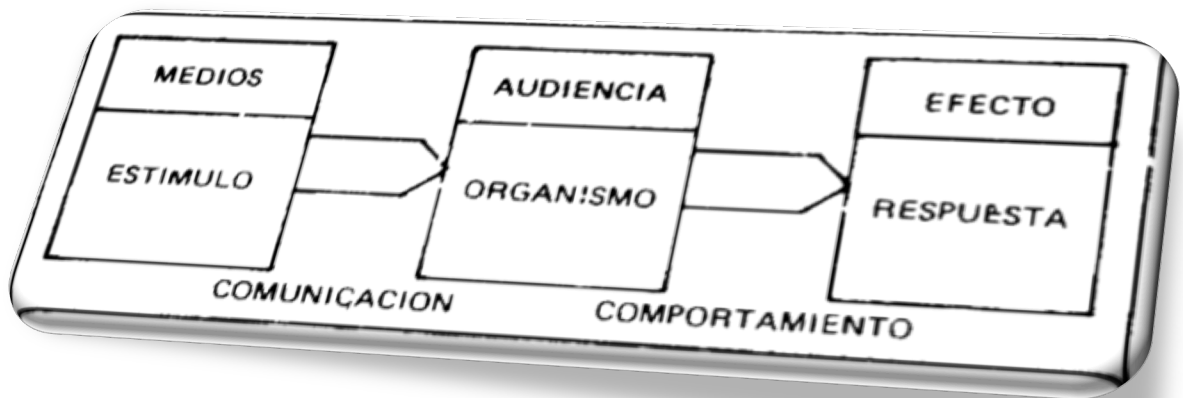 MEDIOS
ESTIMULO
AUDIENCIA
ORGANISMO
EFECTO
RESPUESTA
COMUNICACION
COMPORTAMIENTO